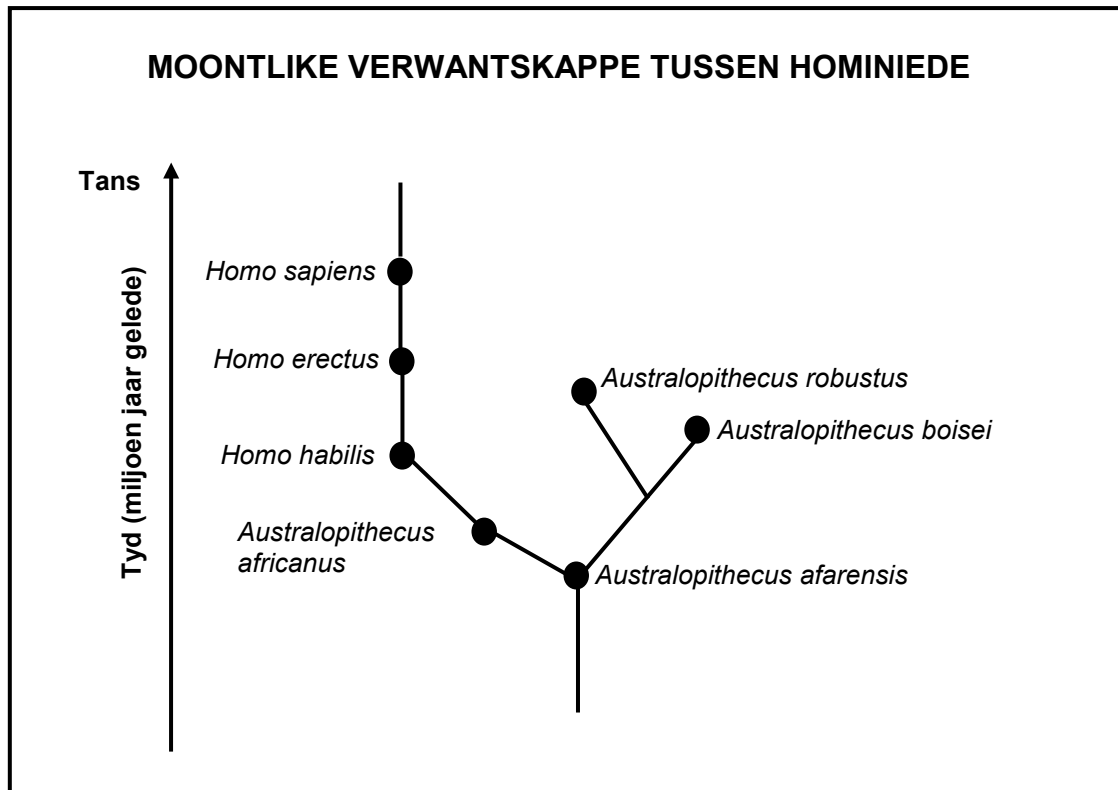 MOONTLIKE VERWANTSKAPPE TUSSEN HOMINIEDE
Tans
Tyd (miljoen jaar gelede)
Homo sapiens
Homo erectus
Australopithecus robustus
Australopithecus boisei
Homo habilis
Australopithecus
africanus
Australopithecus afarensis